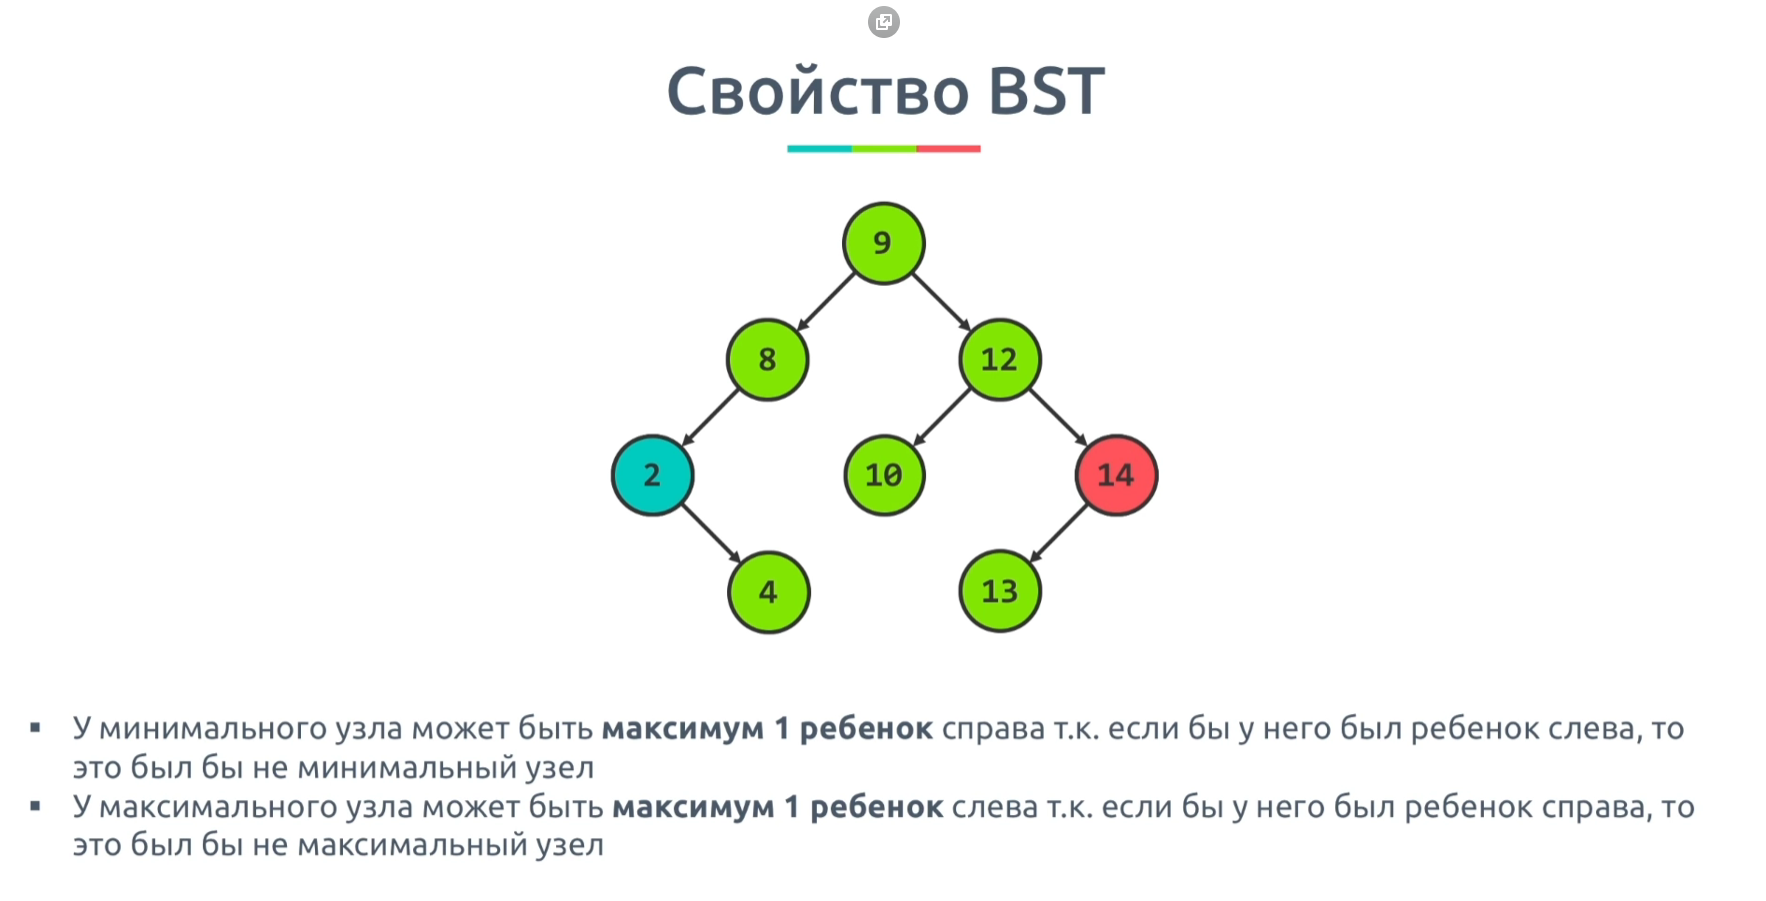 Свойство BST
9
8
12
2
10
14
4
13
▪ У минимального узла может быть максимум 1 ребенок справа т.к. если бы у него был ребенок слева, то
это был бы не минимальный узел
▪ У максимального узла может быть максимум 1 ребенок слева т.к. если бы у него был ребенок справа, то
это был бы не максимальный узел